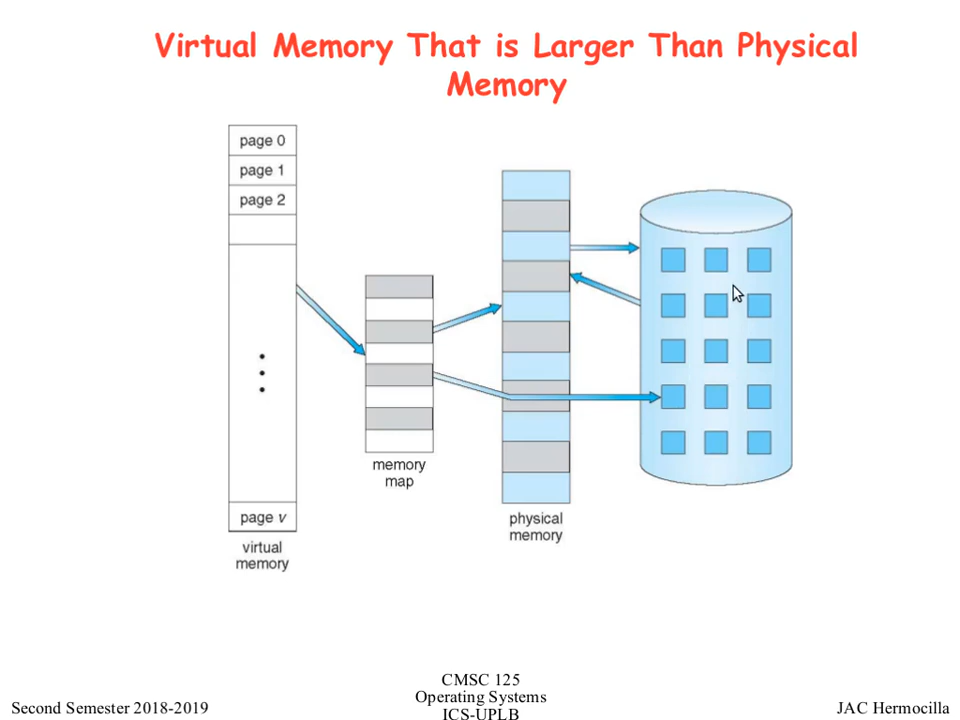 Virtual Memory That is Larger Than Physical
Memory
page 0
page 1
page 2
page v
virtual
memory
memory
map
physical
memory
Second Semester 2018-2019
CMSC 125
Operating Systems
ICS-UPLB
JAC Hermocilla